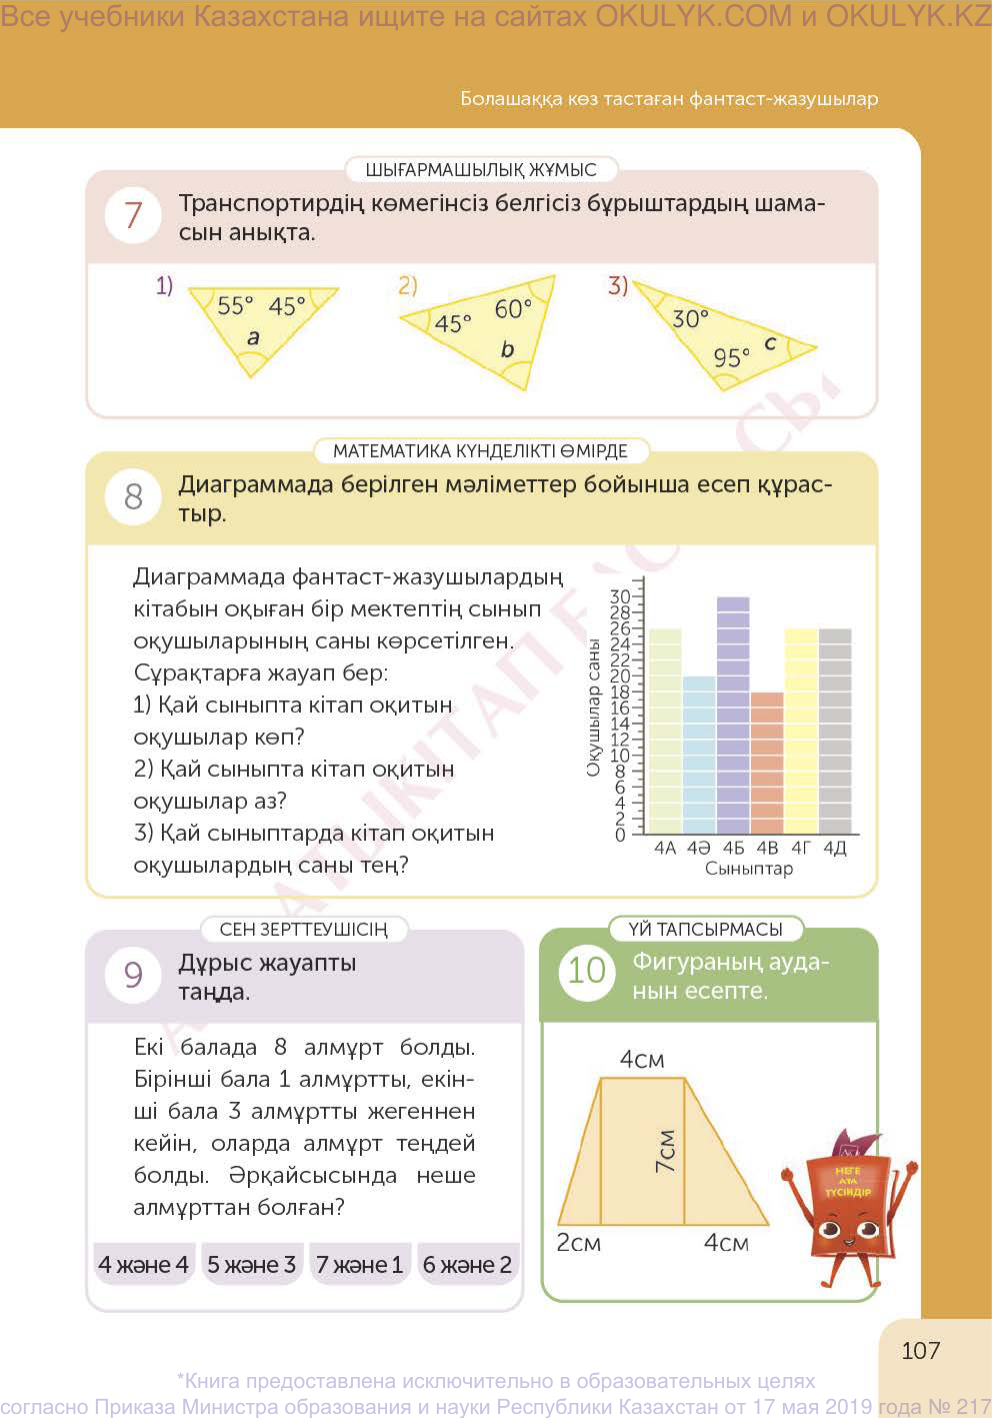 Все учебники Казахстана ищите на сайтах OKULYK.COM и OKULYK.KZ
Болашаққа көз тастаған фантаст-жазушылар
ШЫҒАРМАШЫЛЫҚ ЖҰМЫС
7
Транспортирдің көмегінсіз белгісіз бұрыштардың шама-
сын анықта.
1)
55° 45°
a
2)
45° 60°
b
3)
30°
95° c
МАТЕМАТИКА КҮНДЕЛІКТІ ӨМІРДЕ
8
Диаграммада берілген мәліметтер бойынша есеп құрас-
тыр.
Диаграммада фантаст-жазушылардың
кітабын оқыған бір мектептің сынып
оқушыларының саны көрсетілген.
Сұрақтарға жауап бер:
1) Қай сыныпта кітап оқитын
оқушылар көп?
2) Қай сыныпта кітап оқитын
оқушылар аз?
3) Қай сыныптарда кітап оқитын
оқушылардың саны тең?
Оқушылар саны
30
28
26
24
22
20
18
16
14
12
10
8
6
4
2
0
4А 4Ә 4Б 4В 4Г 4Д
Сыныптар
СЕН ЗЕРТТЕУШІСІҢ
9
Дұрыс жауапты
таңда.
Екі балада 8 алмұрт болды.
Бірінші бала 1 алмұртты, екін-
ші бала 3 алмұртты жегеннен
кейін, оларда алмұрт теңдей
болды. Әрқайсысында неше
алмұрттан болған?
4 және 4 5 және 3 7 және 1 6 және 2
ҮЙ ТАПСЫРМАСЫ
10
Фигураның ауда-
нын есепте.
4см
7см
2см 4см
НЕГЕ
АТА
ТҮСІНДІР
107
*Книга предоставлена исключительно в образовательных целях
согласно Приказа Министра образования и науки Республики Казахстан от 17 мая 2019 года № 217